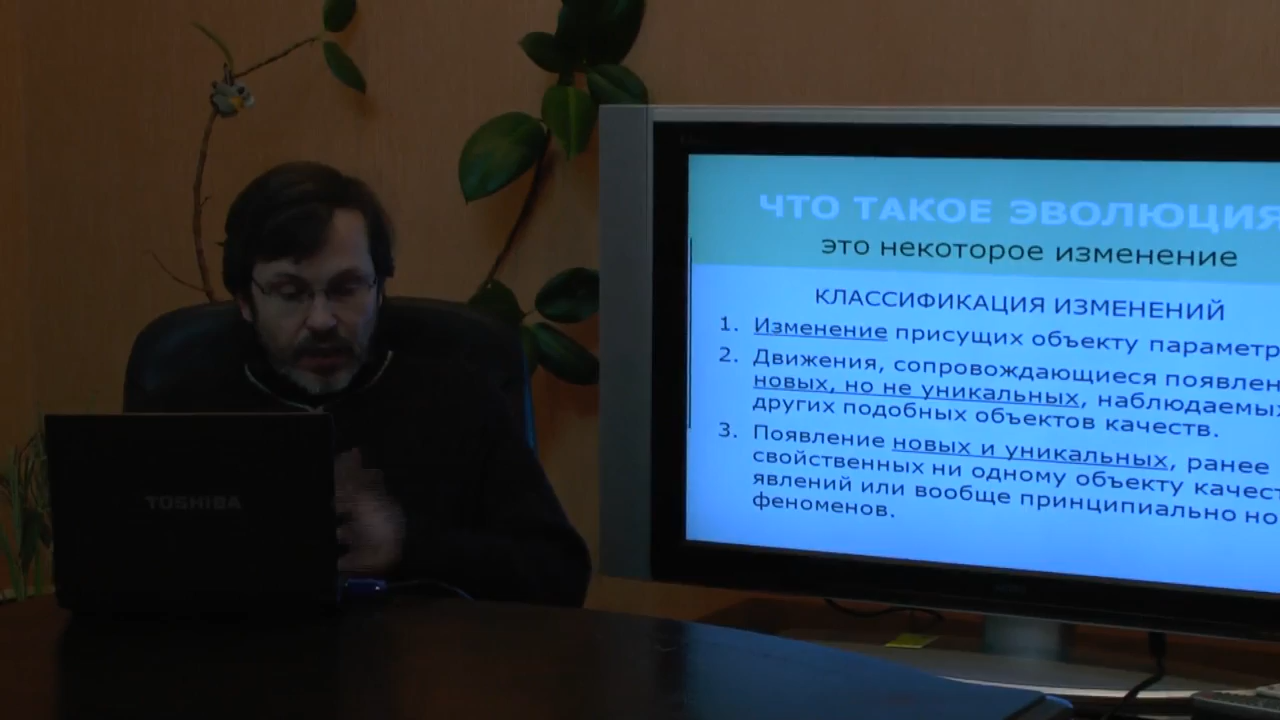 TOSHIBA
ЧТО ТАКОЕ ЭВОЛЮЦИЯ
это некоторое изменение
КЛАССИФИКАЦИЯ ИЗМЕНЕНИЙ
1. Изменение присущих объекту параметр
2. Движения, сопровождающиеся появлен
новых, но не уникальных, наблюдаемых
других подобных объектов качеств.
3. Появление новых и уникальных, ранее
свойственных ни одному объекту качест
явлений или вообще принципиально но
феноменов.